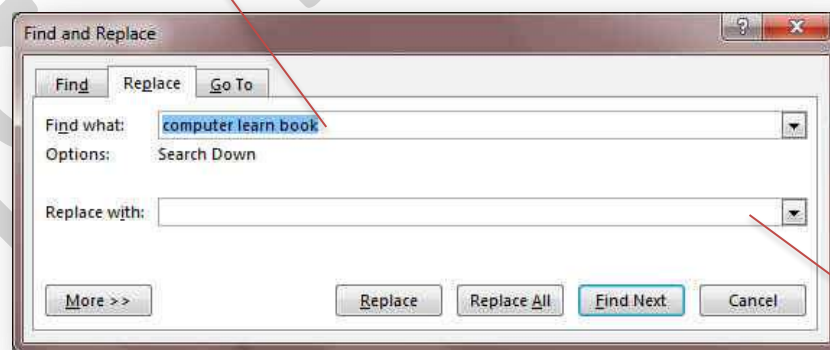 Find and Replace
Find Replace Go To
Find what: computer learn book
Options: Search Down
Replace with:
More >> Replace Replace All Find Next Cancel